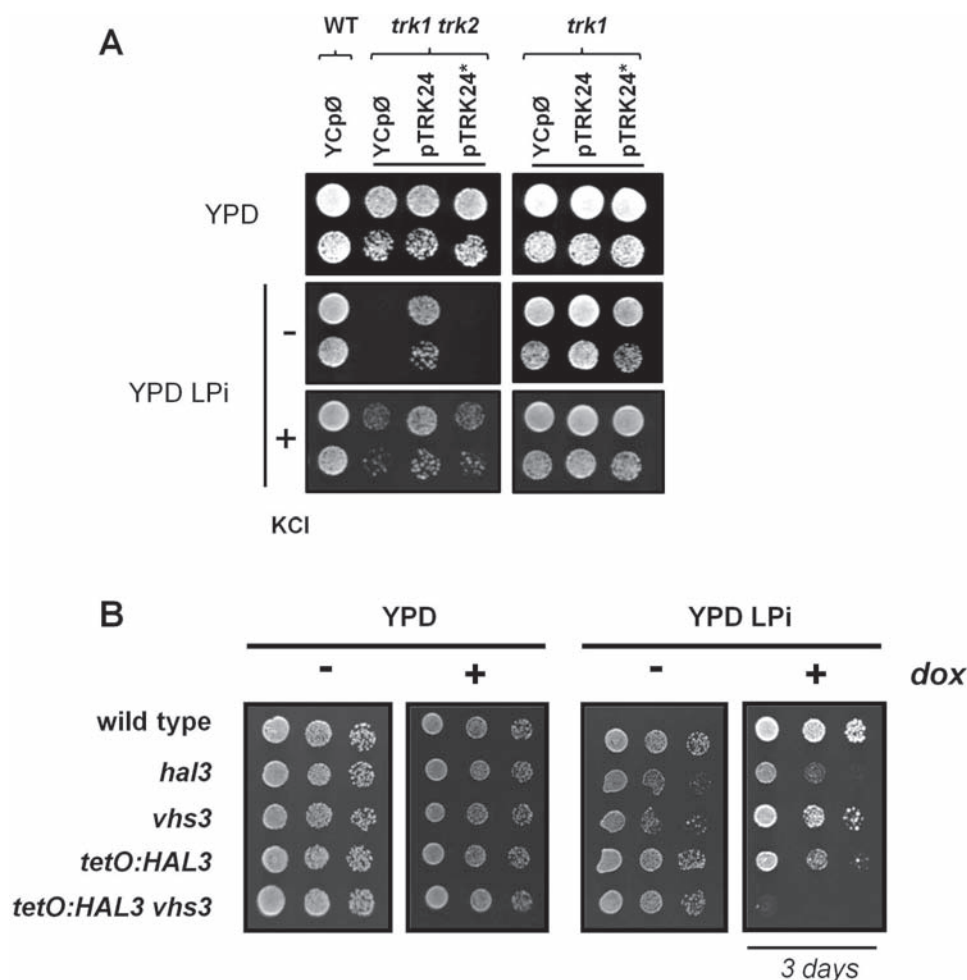 A
WT trk1 trk2 trk1
YCpØ YCpØ pTRK24 pTRK24* YCpØ pTRK24 pTRK24*
YPD
-
YPD LPi
+
KCl
B
YPD YPD LPi
- + - + dox
wild type
hal3
vhs3
tetO:HAL3
tetO:HAL3 vhs3
3 days